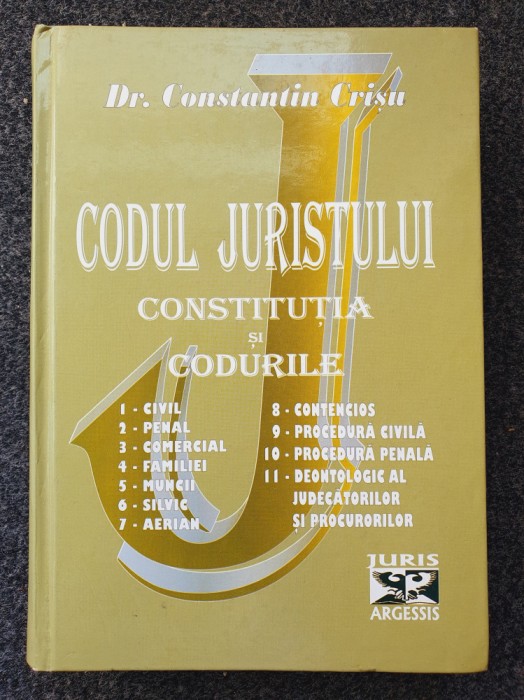 Dr. Constantin Crișu
CODUL JURISTULUI
CONSTITUȚIA
și
CODURILE
1 - CIVIL
2 - PENAL
3 - COMERCIAL
4 - FAMILIEI
5 - MUNCII
6 - SILVIC
7 - AERIAN
8 - CONTENCIOS
9 - PROCEDURĂ CIVILĂ
10 - PROCEDURĂ PENALĂ
11 - DEONTOLOGIC AL
JUDECĂTORILOR
ȘI PROCURORILOR
JURIS
ARGESSIS